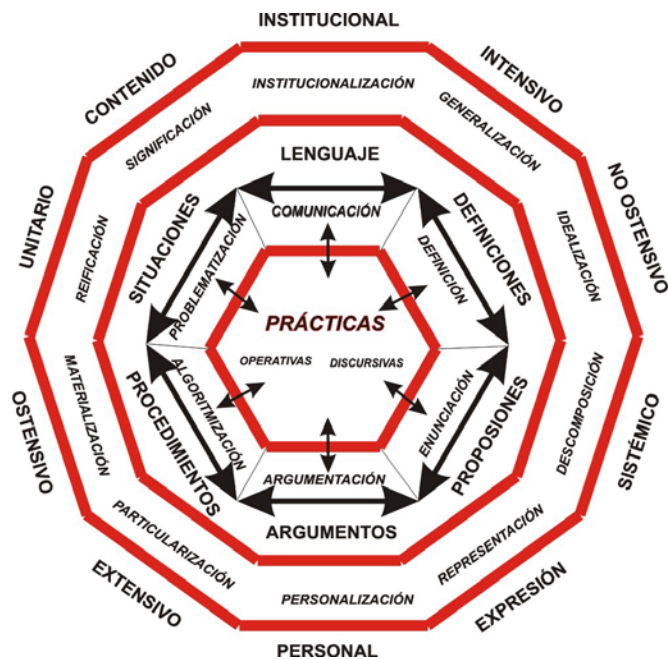 INSTITUCIONAL
CONTENIDO
INTENSIVO
INSTITUCIONALIZACIÓN
SIGNIFICACIÓN
GENERALIZACIÓN
LENGUAJE
UNITARIO
NO OSTENSIVO
REIFICACIÓN
SITUACIONES
COMUNICACIÓN
DEFINICIONES
IDEALIZACIÓN
PROBLEMATIZACIÓN
DEFINICIÓN
PRÁCTICAS
OPERATIVAS
DISCURSIVAS
OSTENSIVO
MATERIALIZACIÓN
PROCEDIMIENTOS
ALGORITMIZACIÓN
ENUNCIACIÓN
PROPOSIONES
DESCOMPOSICIÓN
SISTÉMICO
ARGUMENTACIÓN
ARGUMENTOS
PARTICULARIZACIÓN
REPRESENTACIÓN
EXTENSIVO
PERSONALIZACIÓN
EXPRESIÓN
PERSONAL